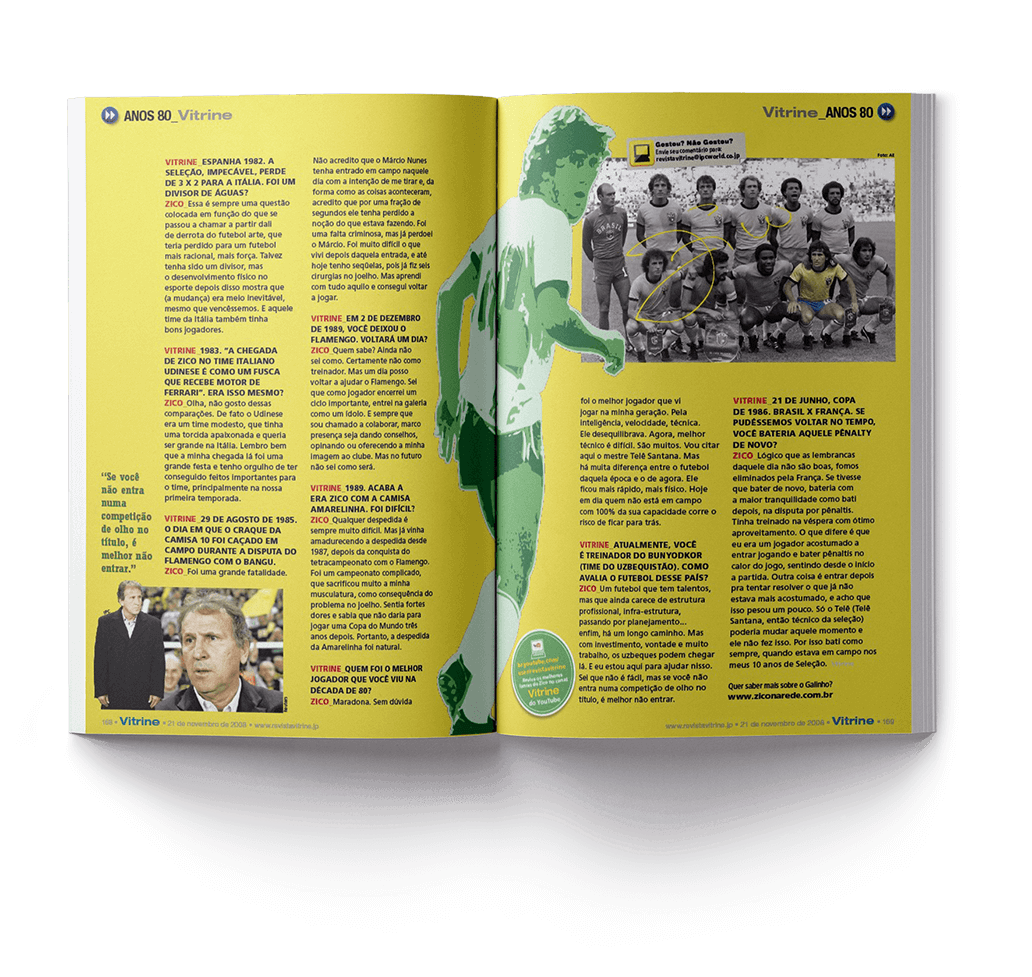 ANOS 80_Vitrine
VITRINE_ESPANHA 1982. A
SELEÇÃO, IMPECÁVEL, PERDE
DE 3 X 2 PARA A ITÁLIA. FOI UM
DIVISOR DE ÁGUAS?
ZICO_Essa é sempre uma questão
colocada em função do que se
passou a chamar a partir dali
de derrota do futebol arte, que
teria perdido para um futebol
mais racional, mais força. Talvez
tenha sido um divisor, mas
o desenvolvimento físico no
esporte depois disso mostra que
(a mudança) era meio inevitável,
mesmo que vencêssemos. E aquele
time da Itália também tinha
bons jogadores.
VITRINE_1983. "A CHEGADA
DE ZICO NO TIME ITALIANO
UDINESE É COMO UM FUSCA
QUE RECEBE MOTOR DE
FERRARI". ERA ISSO MESMO?
ZICO_Olha, não gosto dessas
comparações. De fato o Udinese
era um time modesto, que tinha
uma torcida apaixonada e queria
ser grande na Itália. Lembro bem
que a minha chegada lá foi uma
grande festa e tenho orgulho de ter
conseguido feitos importantes para
o time, principalmente na nossa
primeira temporada.
VITRINE_29 DE AGOSTO DE 1985.
O DIA EM QUE O CRAQUE DA
CAMISA 10 FOI CAÇADO EM
CAMPO DURANTE A DISPUTA DO
FLAMENGO COM O BANGU.
ZICO_Foi uma grande fatalidade.
“Se você
não entra
numa
competição
de olho no
título, é
melhor não
entrar.”
Não acredito que o Márcio Nunes
tenha entrado em campo naquele
dia com a intenção de me tirar e, da
forma como as coisas aconteceram,
acredito que por uma fração de
segundos ele tenha perdido a
noção do que estava fazendo. Foi
uma falta criminosa, mas já perdoei
o Márcio. Foi muito difícil o que
vivi depois daquela entrada, e até
hoje tenho seqüelas, pois já fiz seis
cirurgias no joelho. Mas aprendi
com tudo aquilo e consegui voltar
a jogar.
VITRINE_EM 2 DE DEZEMBRO
DE 1989, VOCÊ DEIXOU O
FLAMENGO. VOLTARÁ UM DIA?
ZICO_Quem sabe? Ainda não
sei como. Certamente não como
treinador. Mas um dia posso
voltar a ajudar o Flamengo. Sei
que como jogador encerrei um
ciclo importante, entrei na galeria
como um ídolo. E sempre que
sou chamado a colaborar, marco
presença seja dando conselhos,
opinando ou oferecendo a minha
imagem ao clube. Mas no futuro
não sei como será.
VITRINE_1989. ACABA A
ERA ZICO COM A CAMISA
AMARELINHA. FOI DIFÍCIL?
ZICO_Qualquer despedida é
sempre muito difícil. Mas já vinha
amadurecendo a despedida desde
1987, depois da conquista do
tetracampeonato com o Flamengo.
Foi um campeonato complicado,
que sacrificou muito a minha
musculatura, como consequência do
problema no joelho. Sentia fortes
dores e sabia que não daria para
jogar uma Copa do Mundo três
anos depois. Portanto, a despedida
da Amarelinha foi natural.
VITRINE_QUEM FOI O MELHOR
JOGADOR QUE VOCÊ VIU NA
DÉCADA DE 80?
ZICO_Maradona. Sem dúvida
168 • Vitrine • 21 de novembro de 2008 • www.revistavitrine.jp
Vitrine_ANOS 80
Gostou? Não Gostou?
Envie seu comentário para:
revistavitrine@ipcworld.co.jp
Foto: AE
BRASIL
foi o melhor jogador que vi
jogar na minha geração. Pela
inteligência, velocidade, técnica.
Ele desequilibrava. Agora, melhor
técnico é difícil. São muitos. Vou citar
aqui o mestre Telê Santana. Mas
há muita diferença entre o futebol
daquela época e o de agora. Ele
ficou mais rápido, mais físico. Hoje
em dia quem não está em campo
com 100% da sua capacidade corre o
risco de ficar para trás.
VITRINE_ATUALMENTE, VOCÊ
É TREINADOR DO BUNYODKOR
(TIME DO UZBEQUISTÃO). COMO
AVALIA O FUTEBOL DESSE PAÍS?
ZICO_Um futebol que tem talentos,
mas que ainda carece de estrutura
profissional, infra-estrutura,
passando por planejamento...
enfim, há um longo caminho. Mas
com investimento, vontade e muito
trabalho, os uzbeques podem chegar
lá. E eu estou aqui para ajudar nisso.
Sei que não é fácil, mas se você não
entra numa competição de olho no
título, é melhor não entrar.
VITRINE_21 DE JUNHO, COPA
DE 1986. BRASIL X FRANÇA. SE
PUDÉSSEMOS VOLTAR NO TEMPO,
VOCÊ BATERIA AQUELE PÊNALTY
DE NOVO?
ZICO_Lógico que as lembranças
daquele dia não são boas, fomos
eliminados pela França. Se tivesse
que bater de novo, bateria com
a maior tranquilidade como bati
depois, na disputa por pênaltis.
Tinha treinado na véspera com ótimo
aproveitamento. O que difere é que
eu era um jogador acostumado a
entrar jogando e bater pênaltis no
calor do jogo, sentindo desde o início
a partida. Outra coisa é entrar depois
pra tentar resolver o que já não
estava mais acostumado, e acho que
isso pesou um pouco. Só o Telê (Telê
Santana, então técnico da seleção)
poderia mudar aquele momento e
ele não fez isso. Por isso bati como
sempre, quando estava em campo nos
meus 10 anos de Seleção.
Quer saber mais sobre o Galinho?
www.ziconarede.com.br
br.youtube.com/
Reviva os melhores
Vitrine
do YouTube
www.revistavitrine.jp • 21 de novembro de 2008 • Vitrine • 169